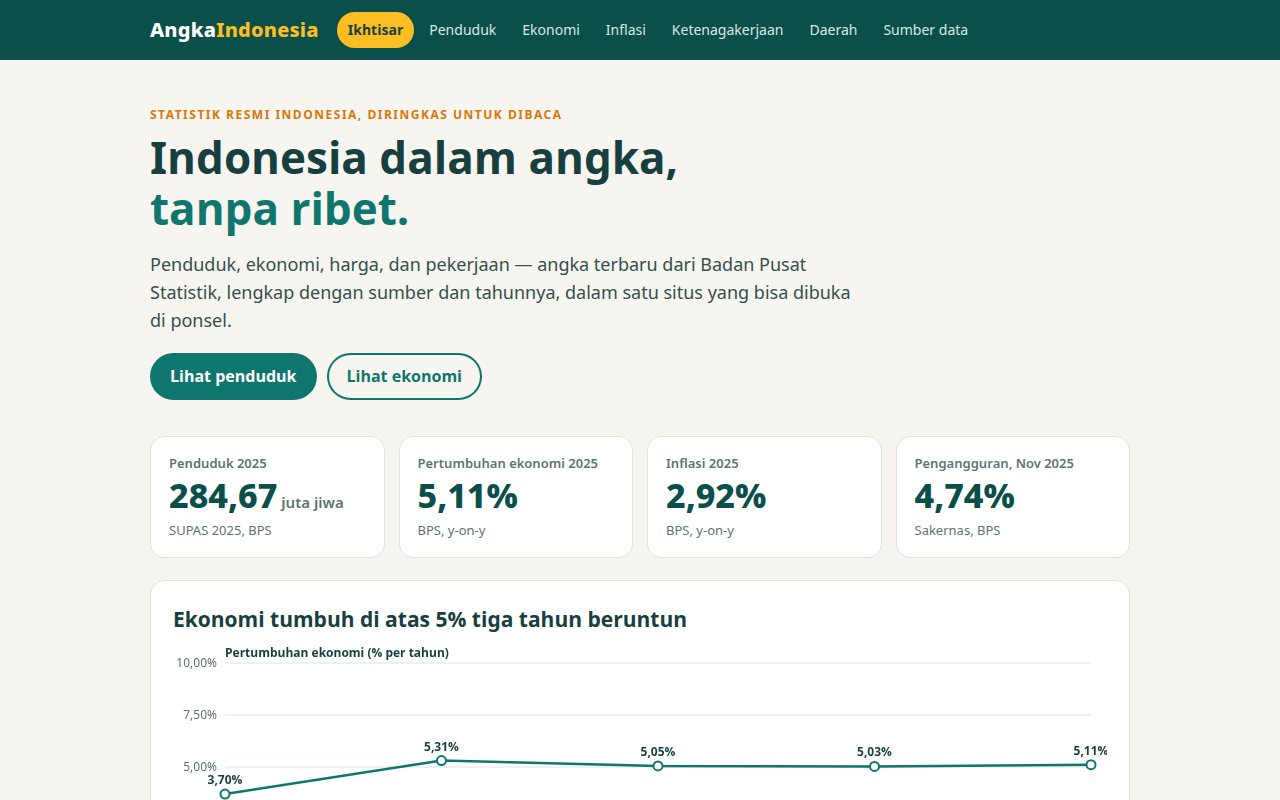 AngkaIndonesia Ikhtisar Penduduk Ekonomi Inflasi Ketenagakerjaan Daerah Sumber data
STATISTIK RESMI INDONESIA, DIRINGKAS UNTUK DIBACA
Indonesia dalam angka,
tanpa ribet.
Penduduk, ekonomi, harga, dan pekerjaan — angka terbaru dari Badan Pusat
Statistik, lengkap dengan sumber dan tahunnya, dalam satu situs yang bisa dibuka
di ponsel.
Lihat penduduk Lihat ekonomi
Penduduk 2025
284,67 juta jiwa
SUPAS 2025, BPS
Pertumbuhan ekonomi 2025
5,11%
BPS, y-on-y
Inflasi 2025
2,92%
BPS, y-on-y
Pengangguran, Nov 2025
4,74%
Sakernas, BPS
Ekonomi tumbuh di atas 5% tiga tahun beruntun
Pertumbuhan ekonomi (% per tahun)
10,00%
7,50%
5,00%
3,70%
5,31%
5,05%
5,03%
5,11%